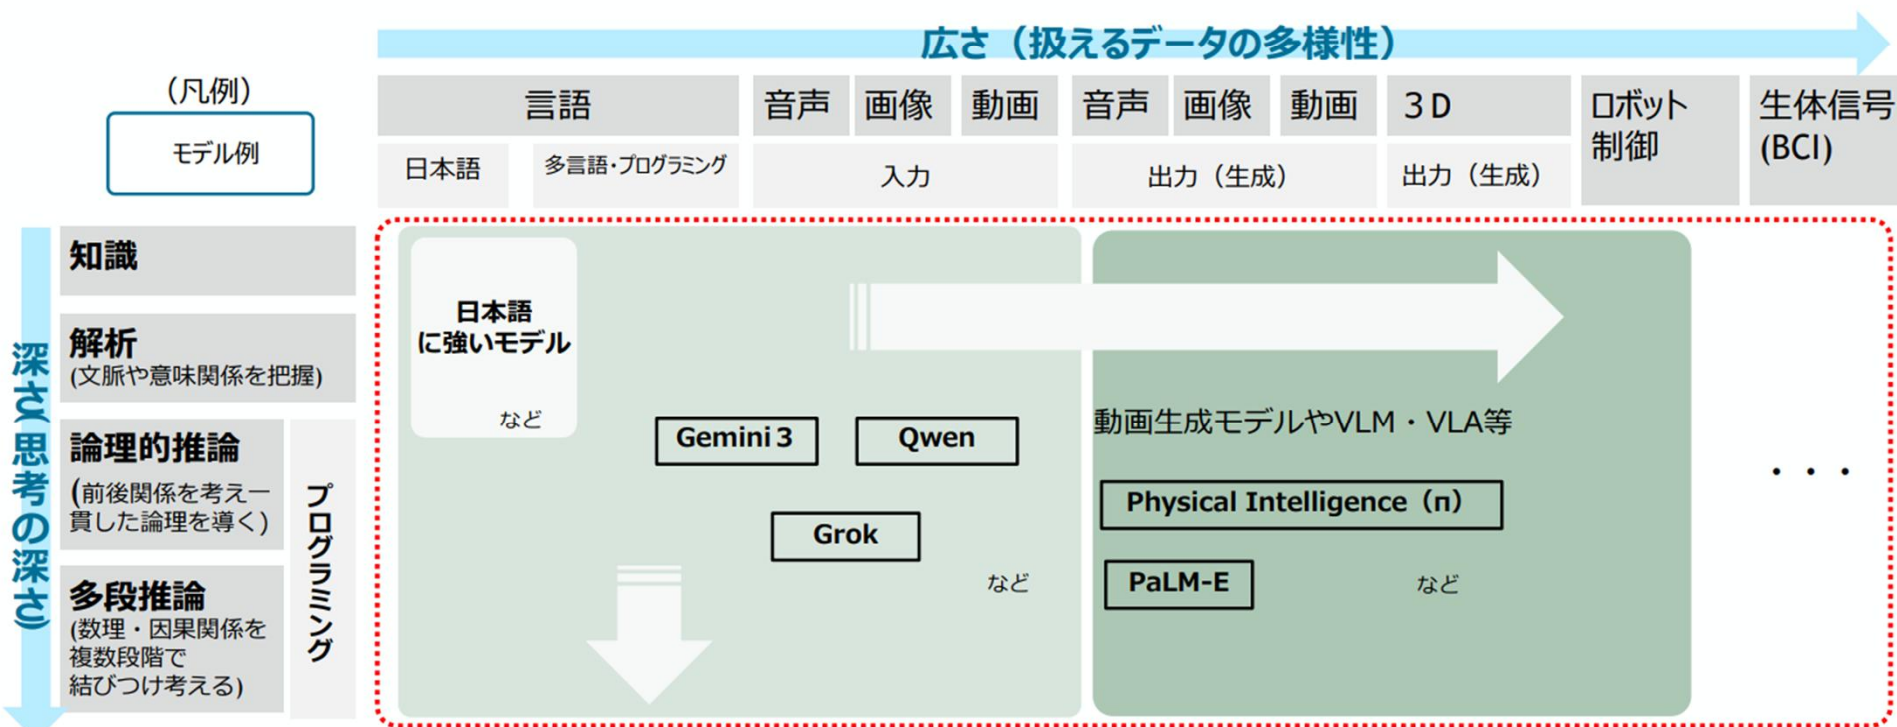 広さ（扱えるデータの多様性）
（凡例）
モデル例
言語
音声
画像
動画
音声
画像
動画
３D
ロボット
制御
生体信号
(BCI)
日本語
多言語・プログラミング
入力
出力（生成）
出力（生成）
深さ（思考の深さ）
知識
解析
(文脈や意味関係を把握)
論理的推論
(前後関係を考え一
貫した論理を導く)
多段推論
(数理・因果関係を
複数段階で
結びつけ考える)
プログラミング
日本語
に強いモデル
など
Gemini３
Qwen
Grok
など
動画生成モデルやVLM・VLA等
Physical Intelligence（π）
PaLM-E
など
・・・